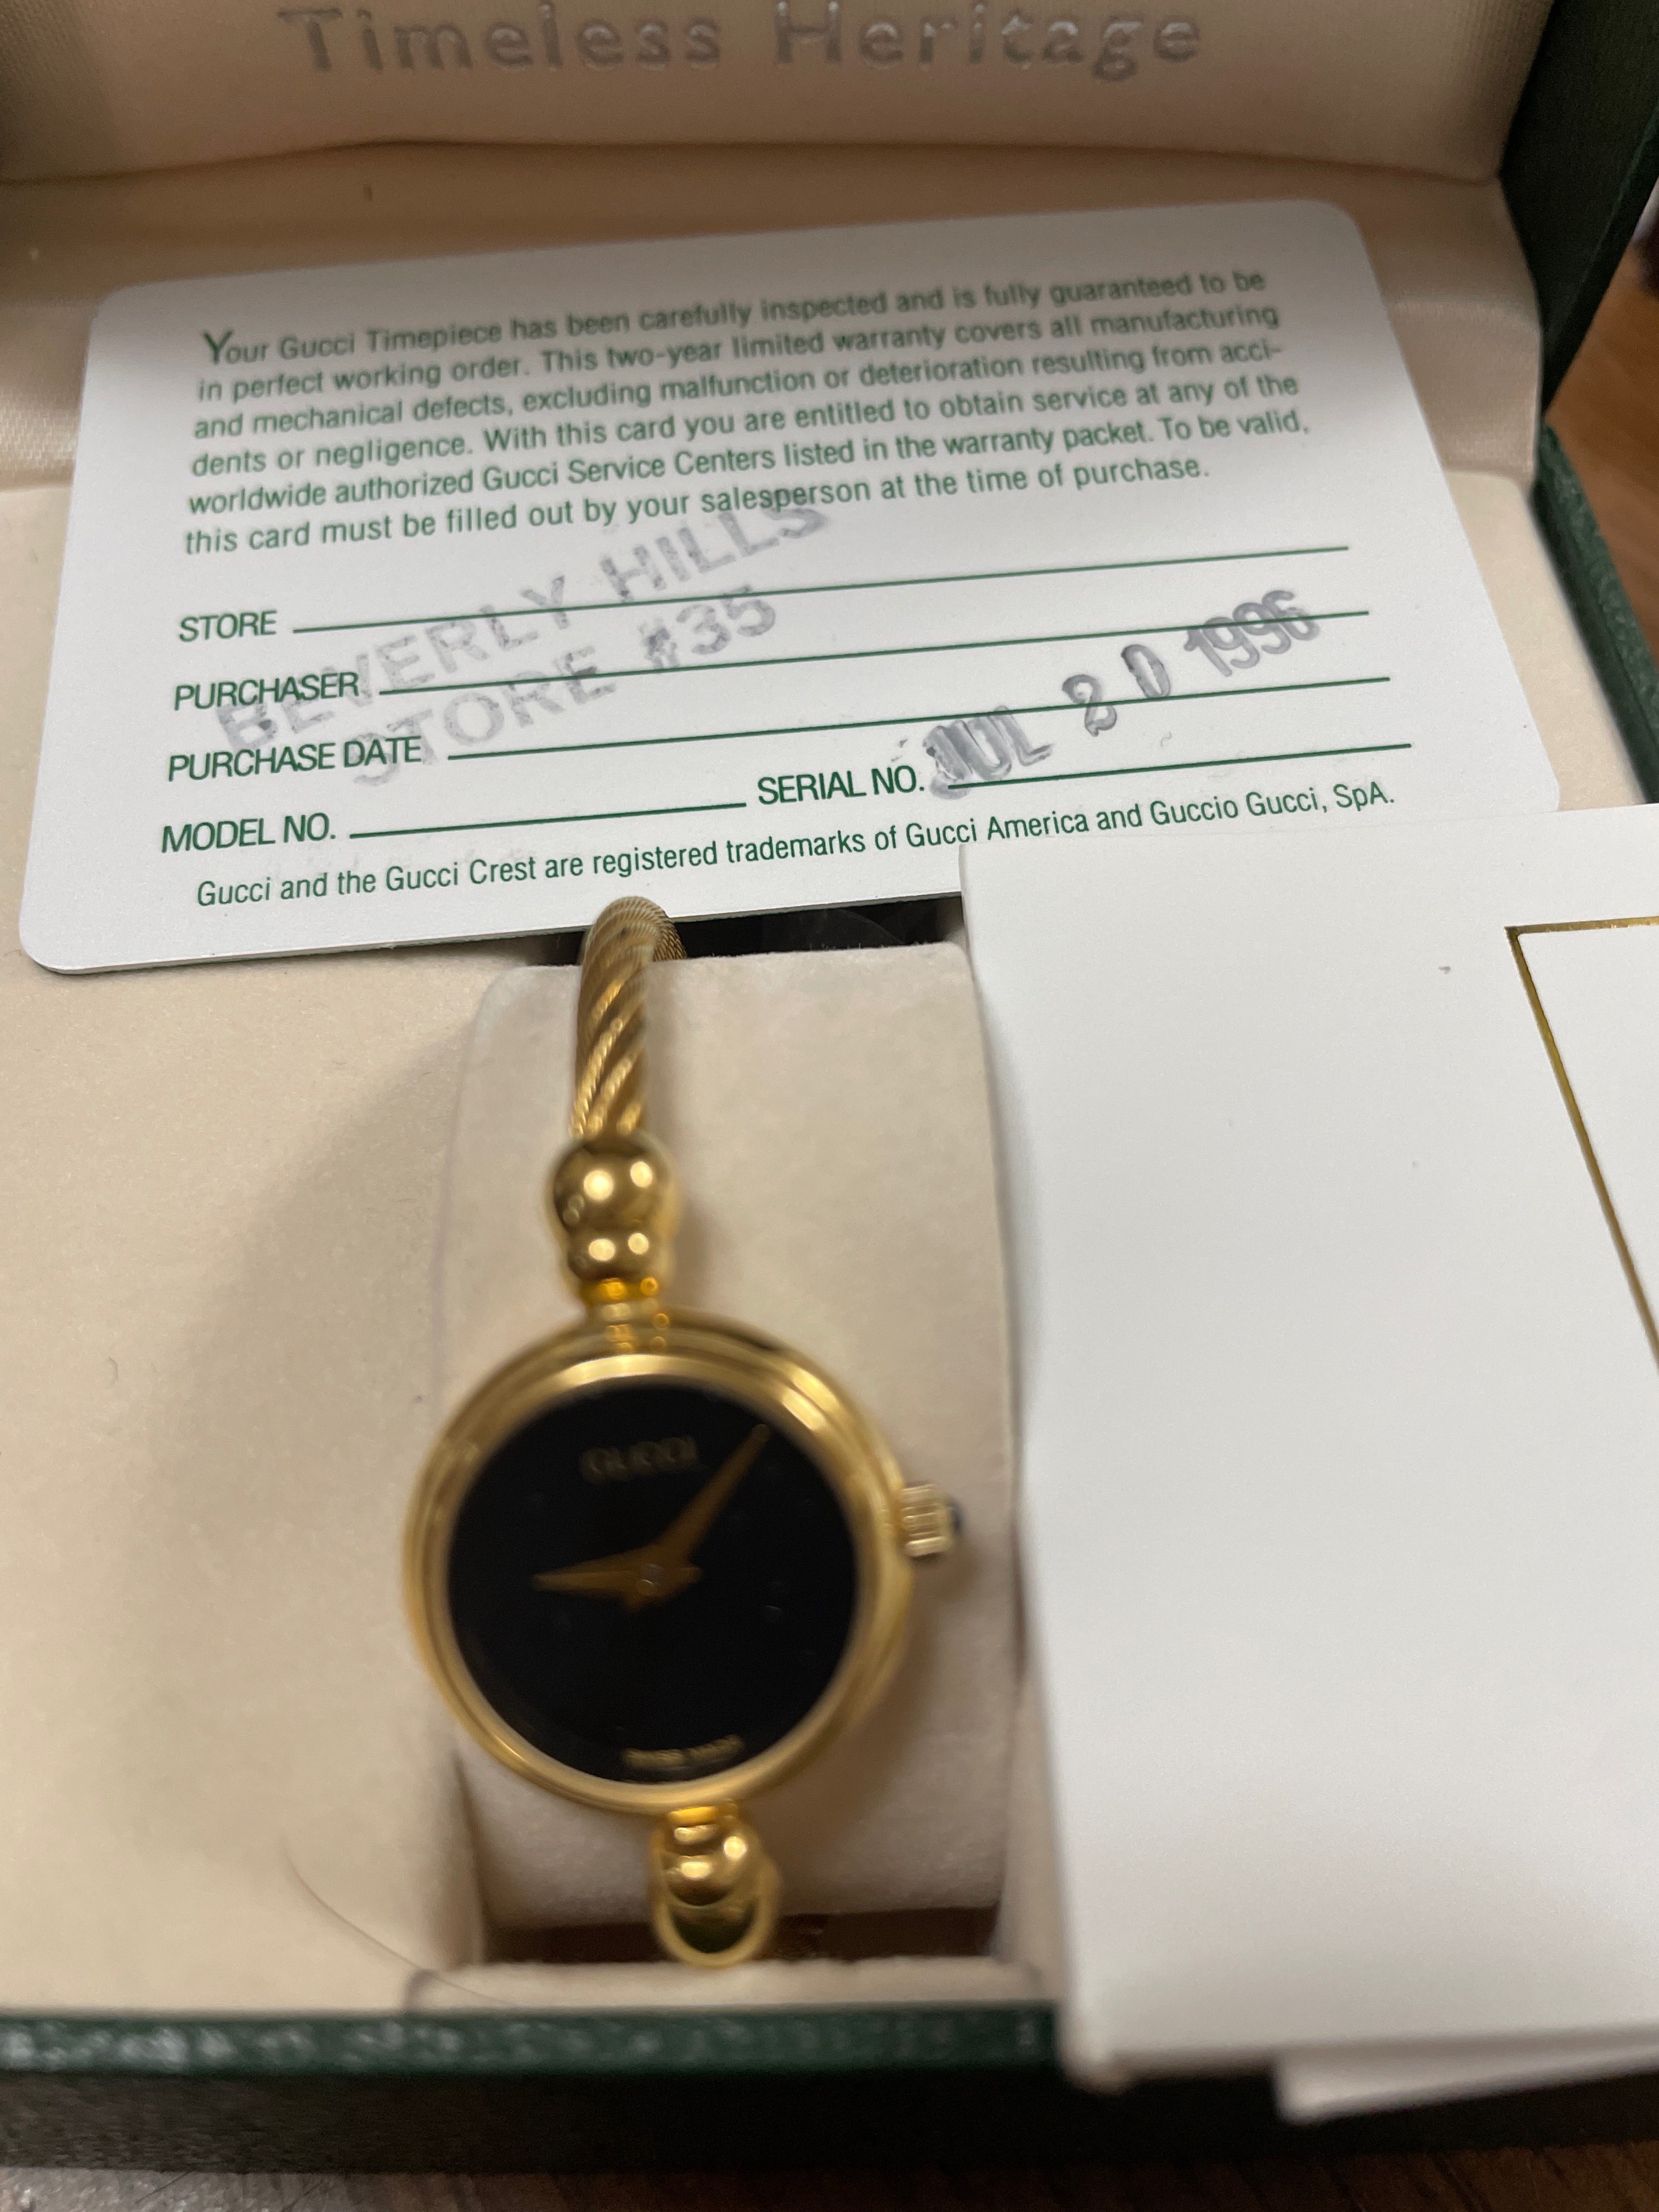 Timeless Heritage
Your Gucci Timepiece has been carefully inspected and is fully guaranteed to be
in perfect working order. This two-year limited warranty covers all manufacturing
and mechanical defects, excluding malfunction or deterioration resulting from acci-
dents or negligence. With this card you are entitled to obtain service at any of the
worldwide authorized Gucci Service Centers listed in the warranty packet. To be valid,
this card must be filled out by your salesperson at the time of purchase.
BEVERLY HILLS
STORE #35
STORE
PURCHASER
PURCHASE DATE
JUL 20 1996
MODEL NO. SERIAL NO.
Gucci and the Gucci Crest are registered trademarks of Gucci America and Guccio Gucci, SpA.
GUCCI
SWISS MADE